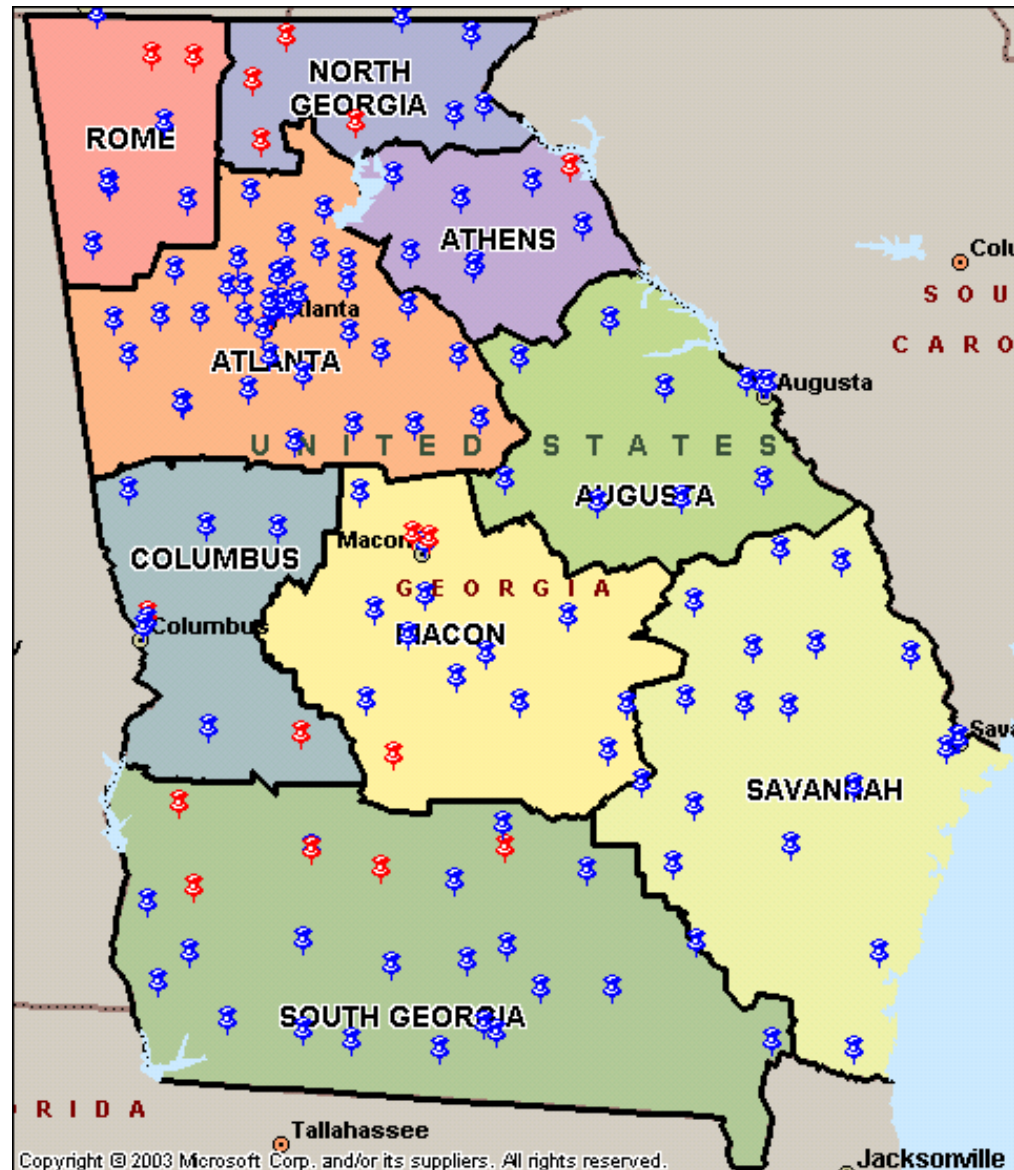 NORTH
GEORGIA
ROME
ATHENS
Colu
S O U
C A R O
tlanta
ATLANTA
Augusta
U N I T E D S T A T E S
AUGUSTA
COLUMBUS
Macon
G E O R G I A
Columbus
MACON
Sava
SAVANNAH
SOUTH GEORGIA
R I D A
Tallahassee
Copyright © 2003 Microsoft Corp. and/or its suppliers. All rights reserved.
Jacksonville